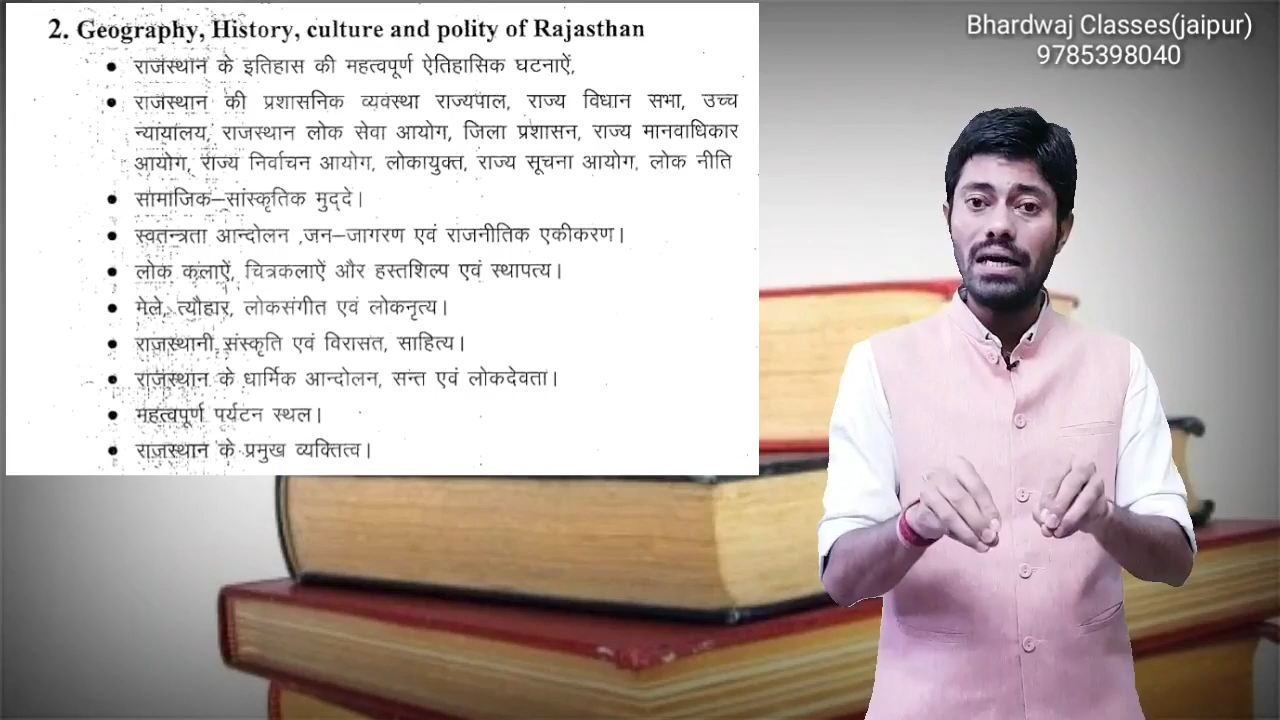 2. Geography, History, culture and polity of Rajasthan
• राजस्थान के इतिहास की महत्वपूर्ण ऐतिहासिक घटनाऐं,
• राजस्थान की प्रशासनिक व्यवस्था राज्यपाल, राज्य विधान सभा, उच्च
न्यायालय, राजस्थान लोक सेवा आयोग, जिला प्रशासन, राज्य मानवाधिकार
आयोग, राज्य निर्वाचन आयोग, लोकायुक्त, राज्य सूचना आयोग, लोक नीति
• सामाजिक–सांस्कृतिक मुद्दे।
• स्वतन्त्रता आन्दोलन ,जन–जागरण एवं राजनीतिक एकीकरण।
• लोक कलाऐं, चित्रकलाऐं और हस्तशिल्प एवं स्थापत्य।
• मेले, त्यौहार, लोकसंगीत एवं लोकनृत्य।
• राजस्थानी संस्कृति एवं विरासत, साहित्य।
• राजस्थान के धार्मिक आन्दोलन, सन्त एवं लोकदेवता।
• महत्वपूर्ण पर्यटन स्थल।
• राजस्थान के प्रमुख व्यक्तित्व।
Bhardwaj Classes(jaipur)
9785398040